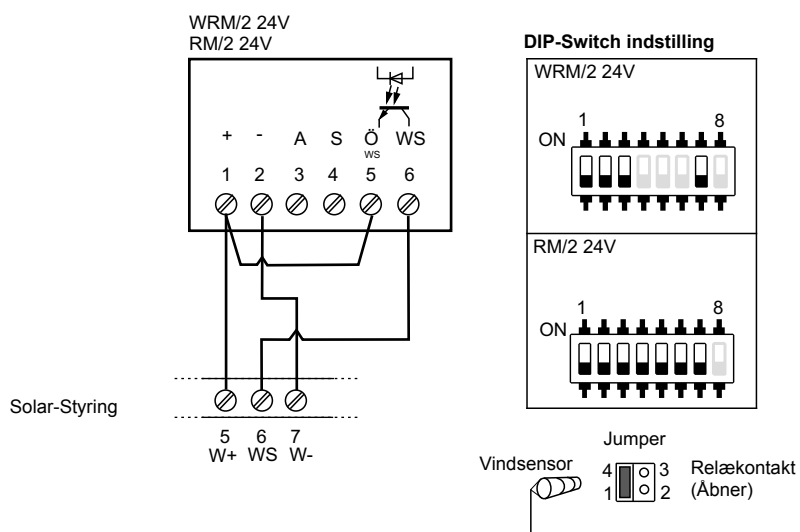 WRM/2 24V
RM/2 24V
+ - A S Ö WS
WS
1 2 3 4 5 6
Solar-Styring
5 6 7
W+ WS W-
DIP-Switch indstilling
WRM/2 24V
1 8
ON
RM/2 24V
1 8
ON
Jumper
Vindsensor
4 3 Relækontakt
1 2 (Åbner)